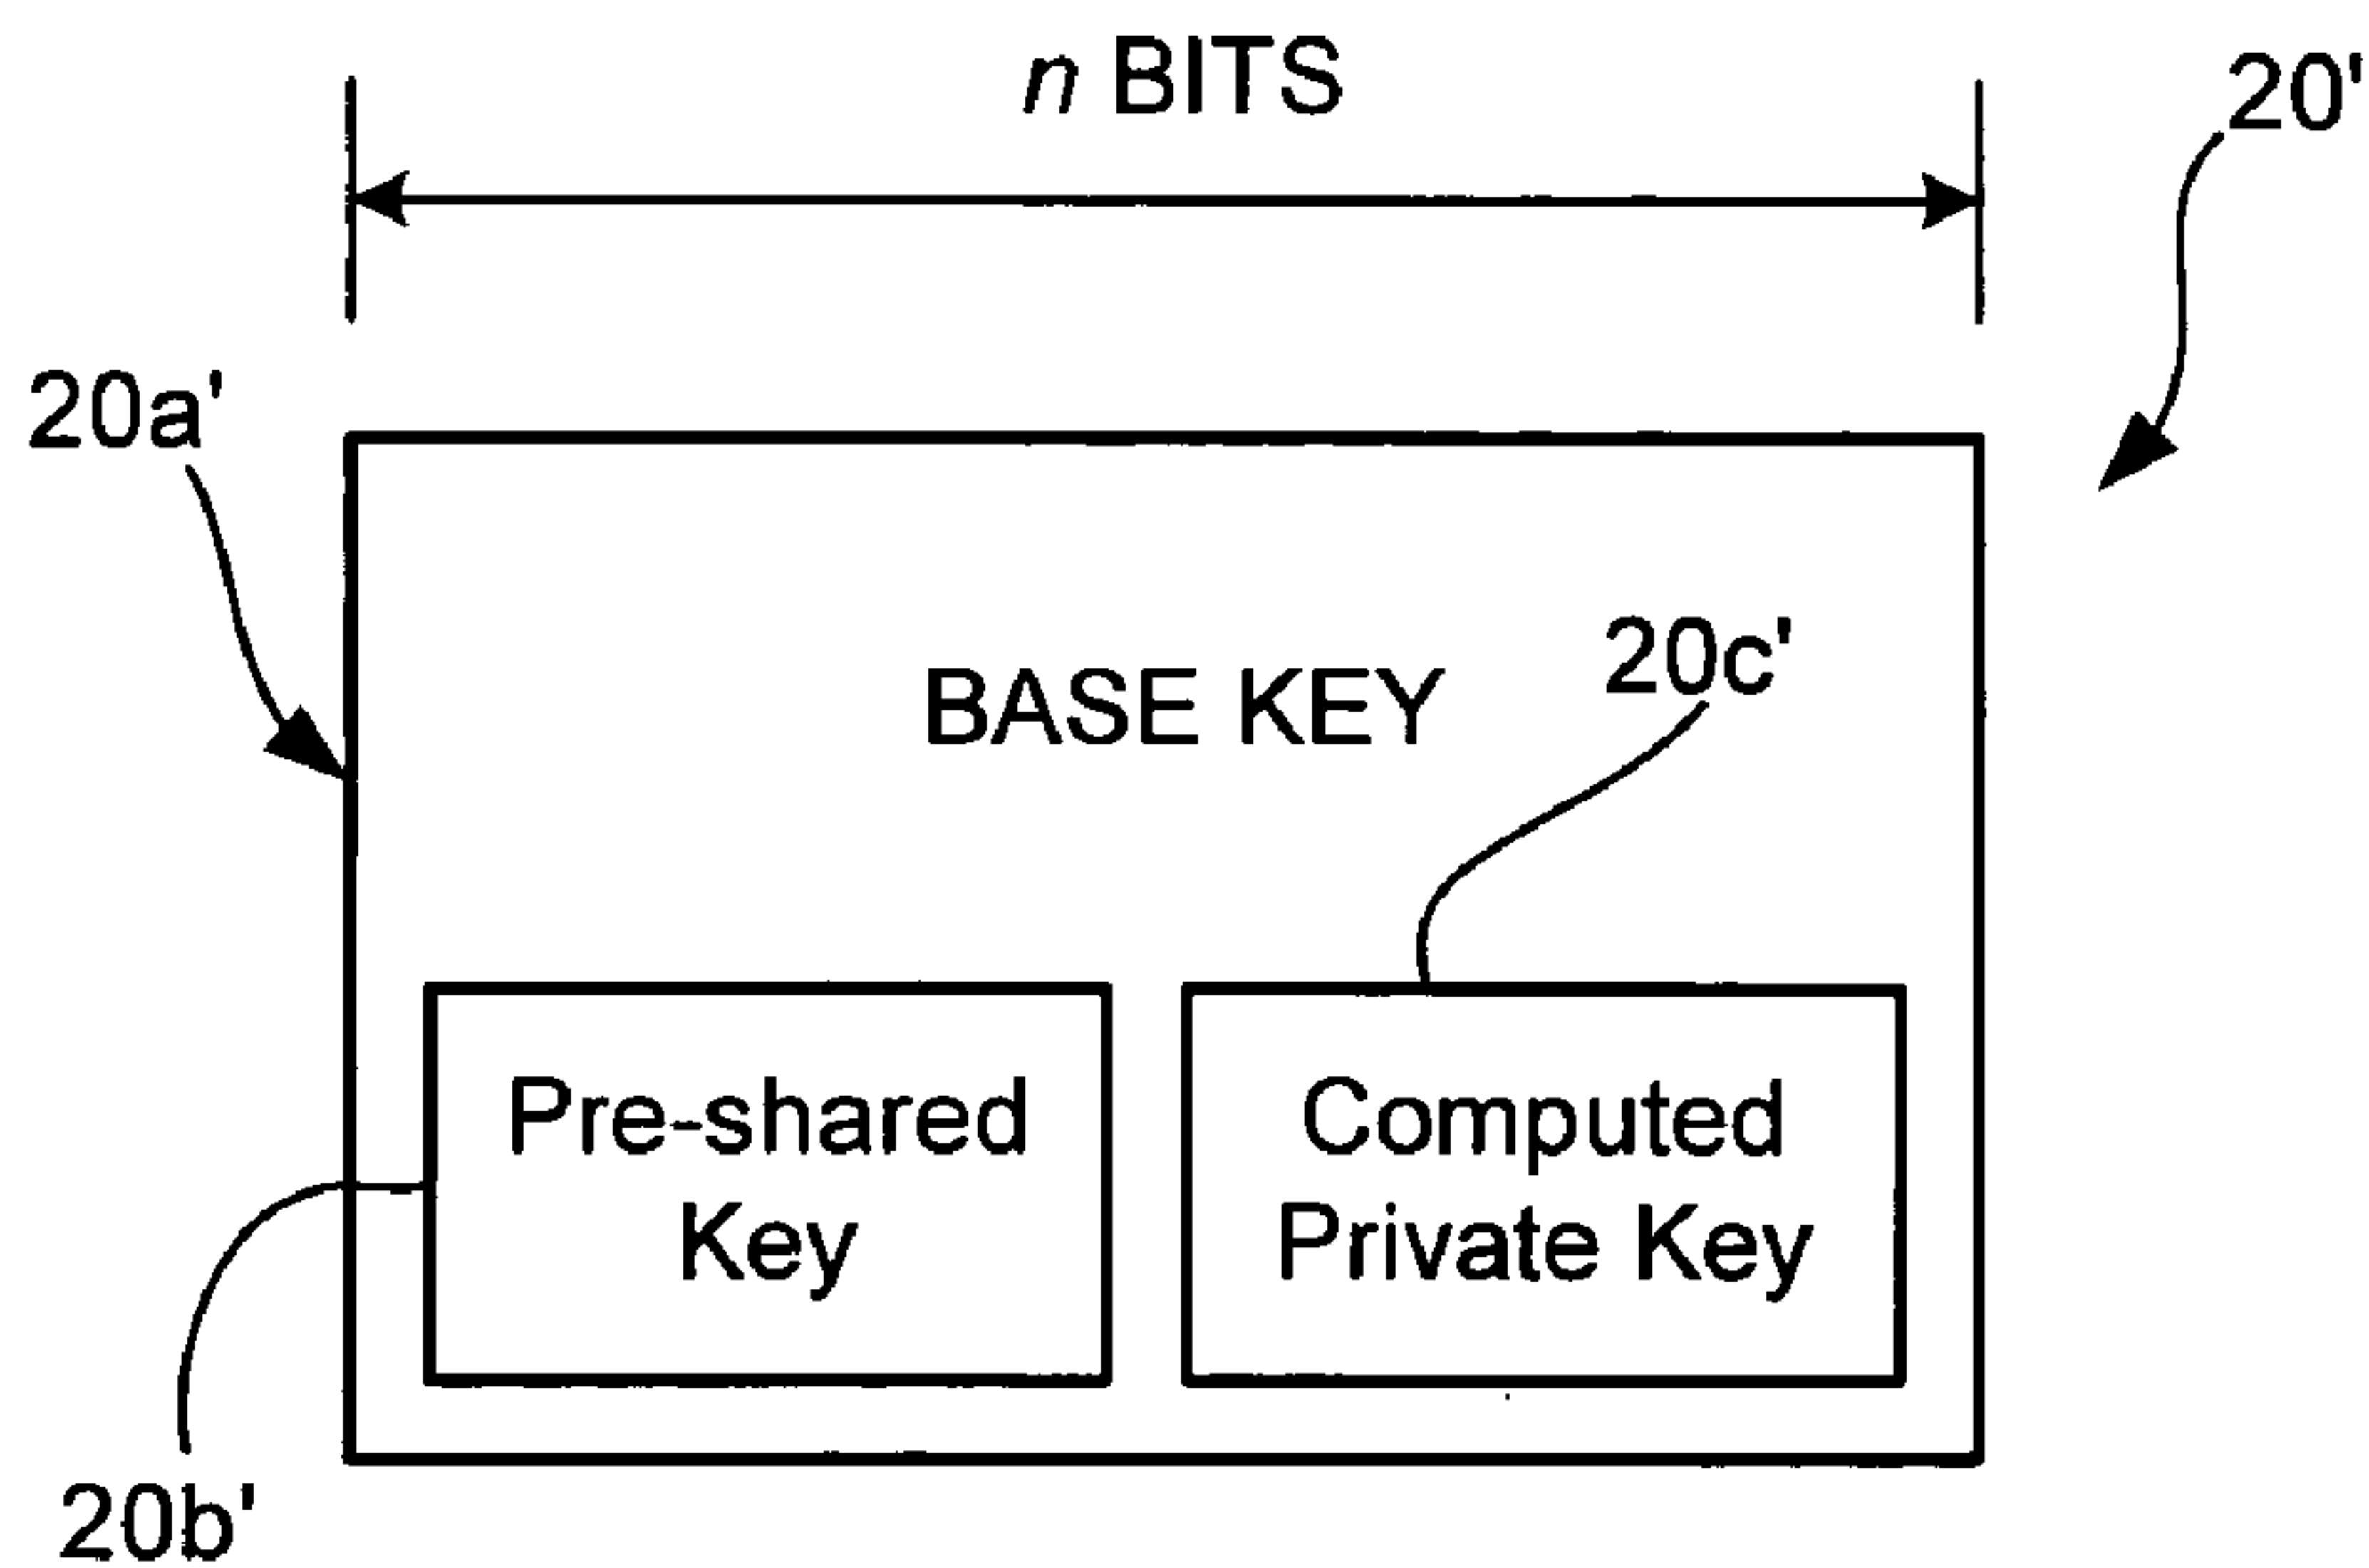 n BITS
20'
20a'
BASE KEY
20c'
Pre-shared
Key
Computed
Private Key
20b'